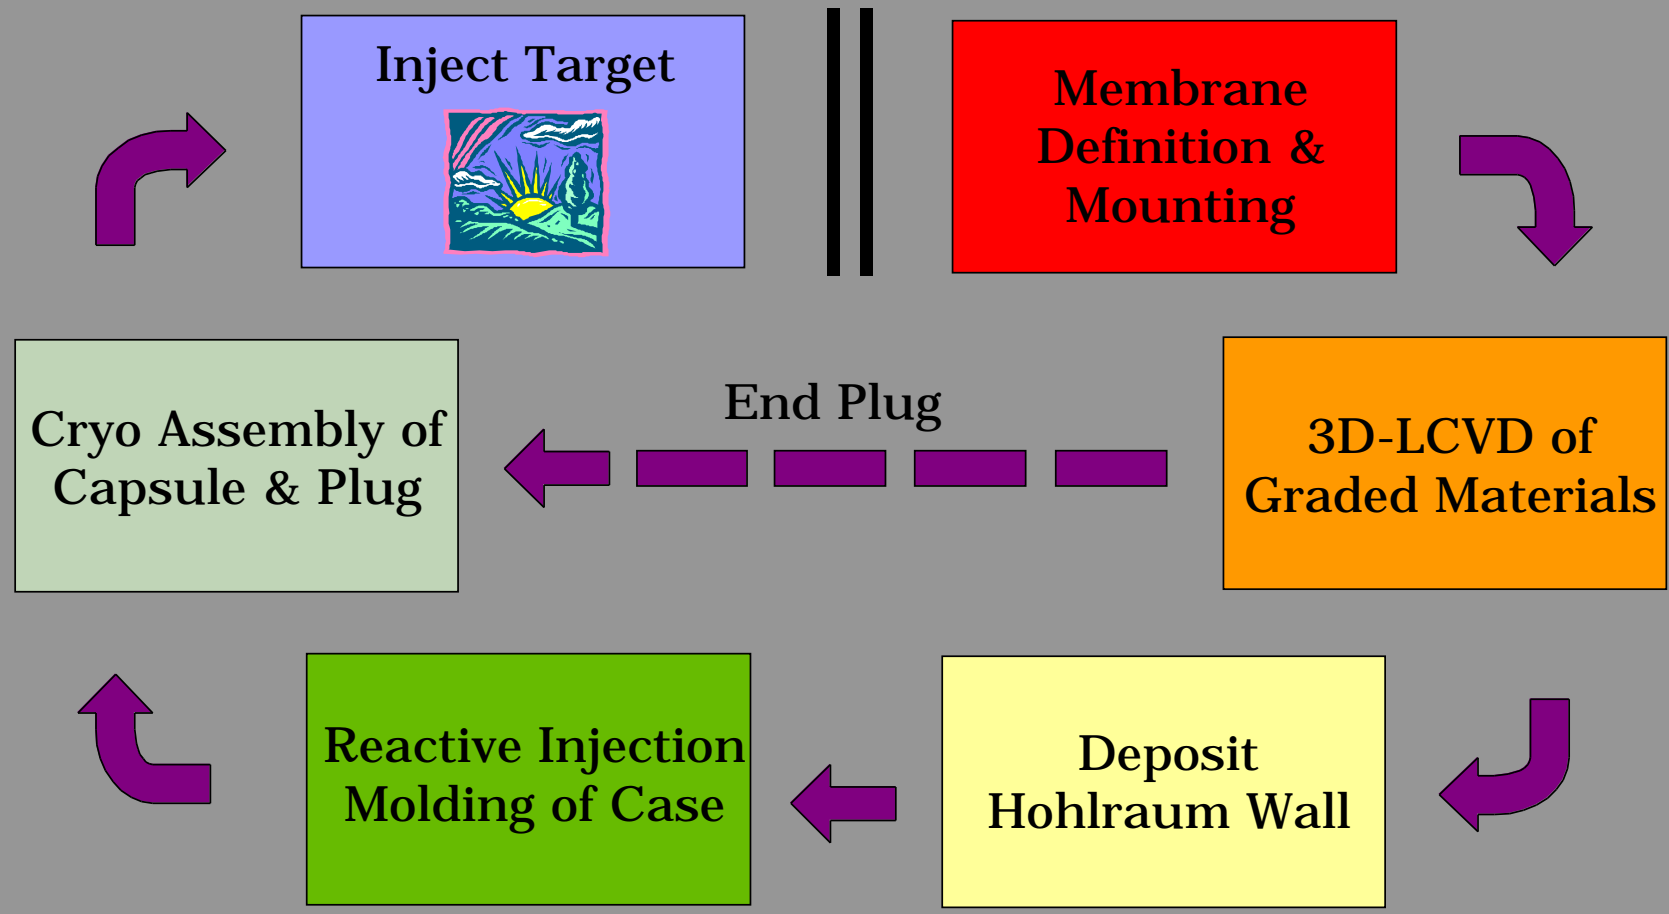 Inject Target
Membrane
Definition &
Mounting
Cryo Assembly of
Capsule & Plug
End Plug
3D-LCVD of
Graded Materials
Reactive Injection
Molding of Case
Deposit
Hohlraum Wall